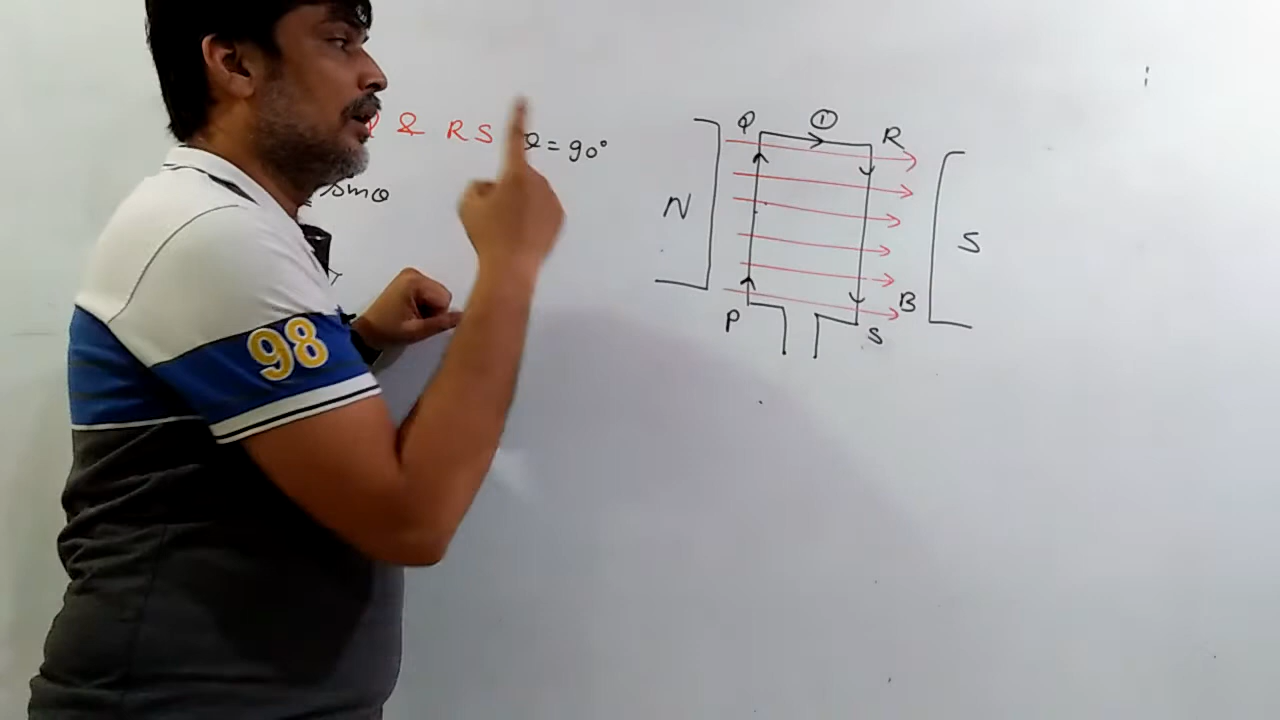 & RS θ = 90°
sinθ
Q ① R
N
S
B
P
S
98